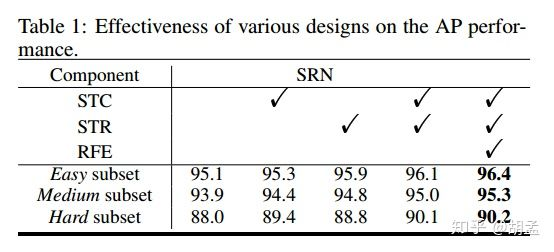 Table 1: Effectiveness of various designs on the AP perfor-
mance.
Component SRN
STC ✓ ✓ ✓
STR ✓ ✓ ✓
RFE ✓
Easy subset 95.1 95.3 95.9 96.1 96.4
Medium subset 93.9 94.4 94.8 95.0 95.3
Hard subset 88.0 89.4 88.8 90.1 90.2
知乎 @胡孟